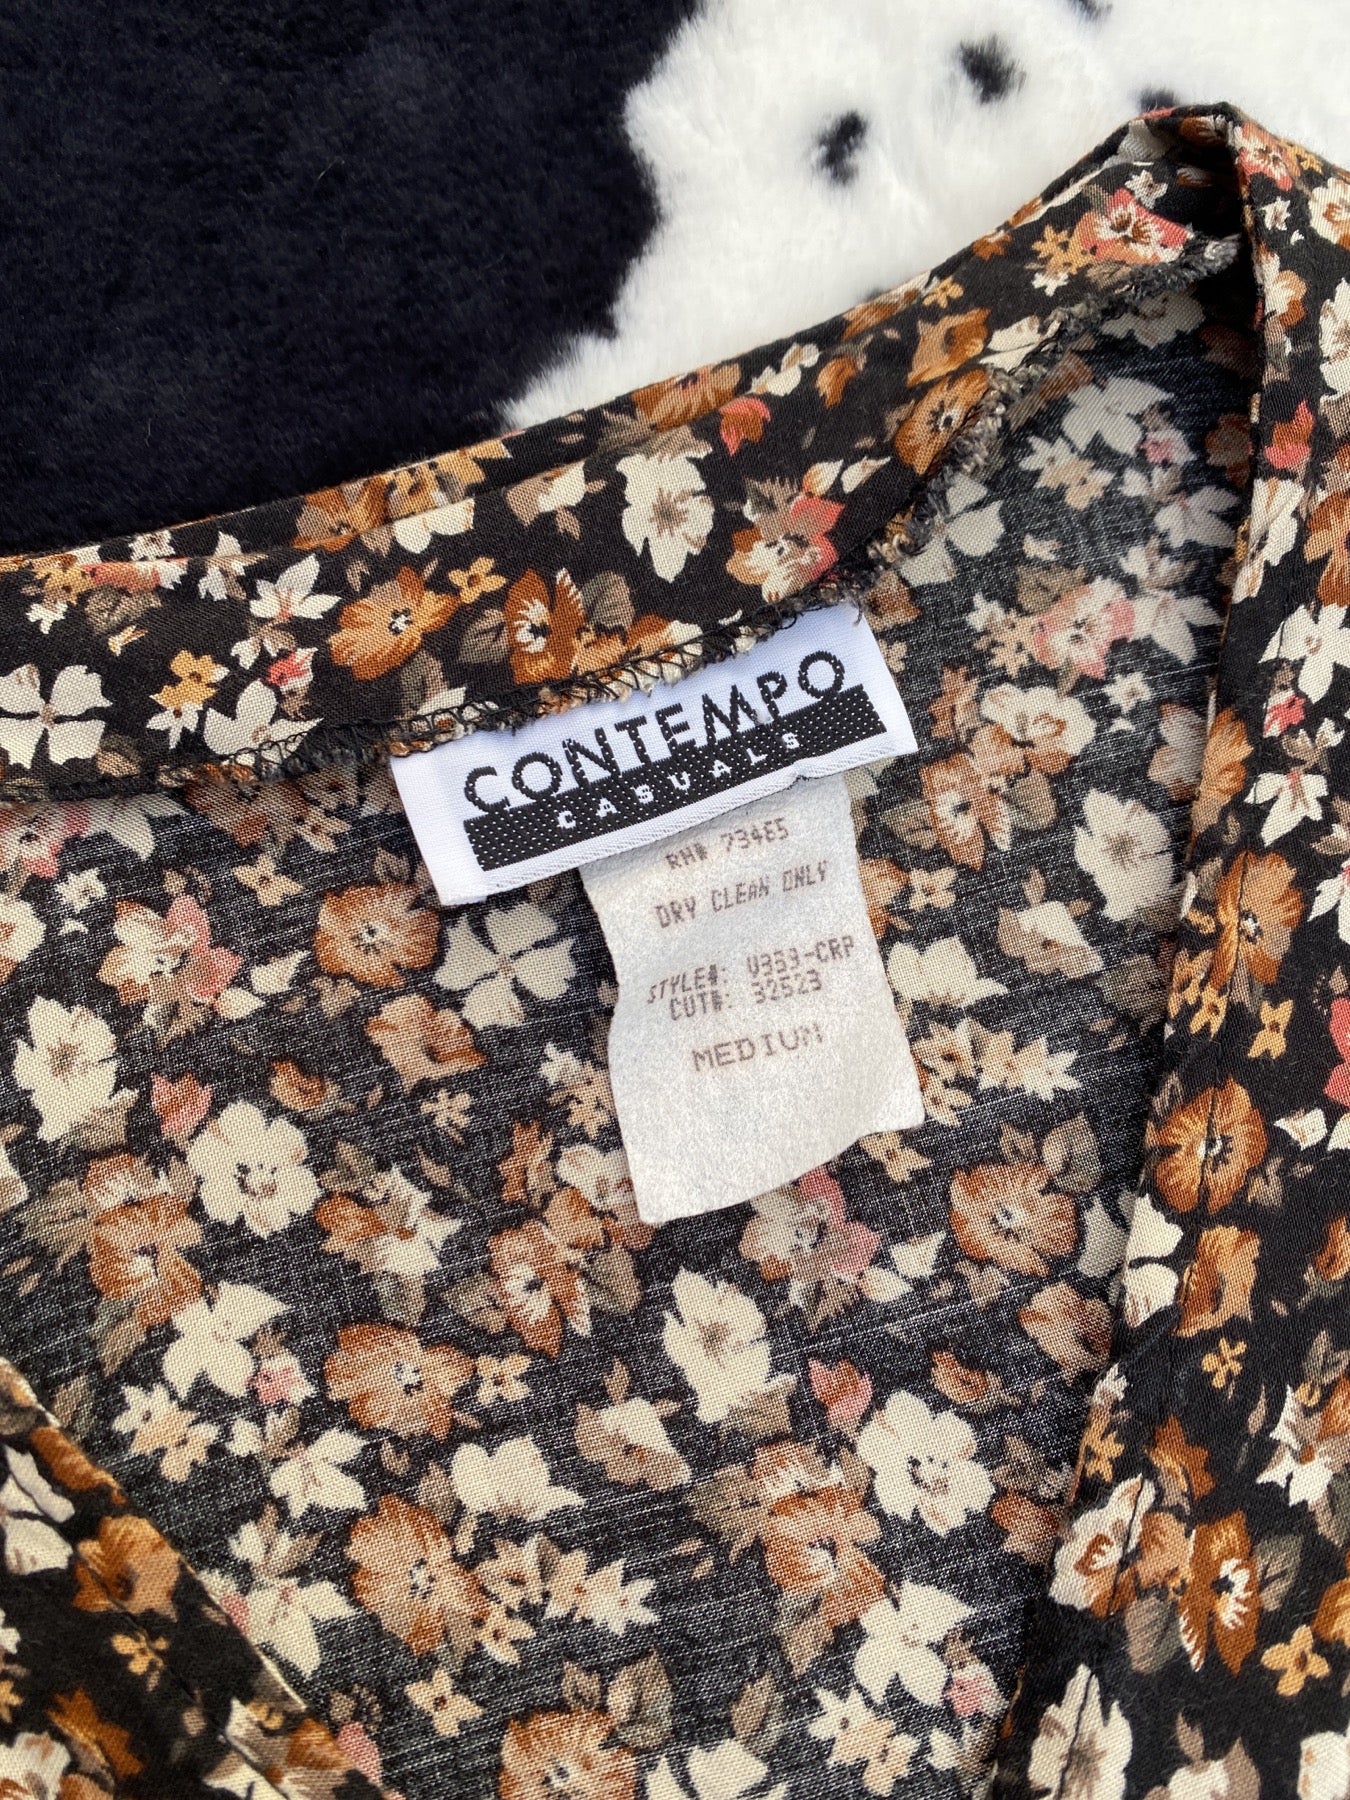 CONTEMPO
CASUALS
RN# 73465
DRY CLEAN ONLY
STYLE#: V353-CRP
CUT#: 32523
MEDIUM